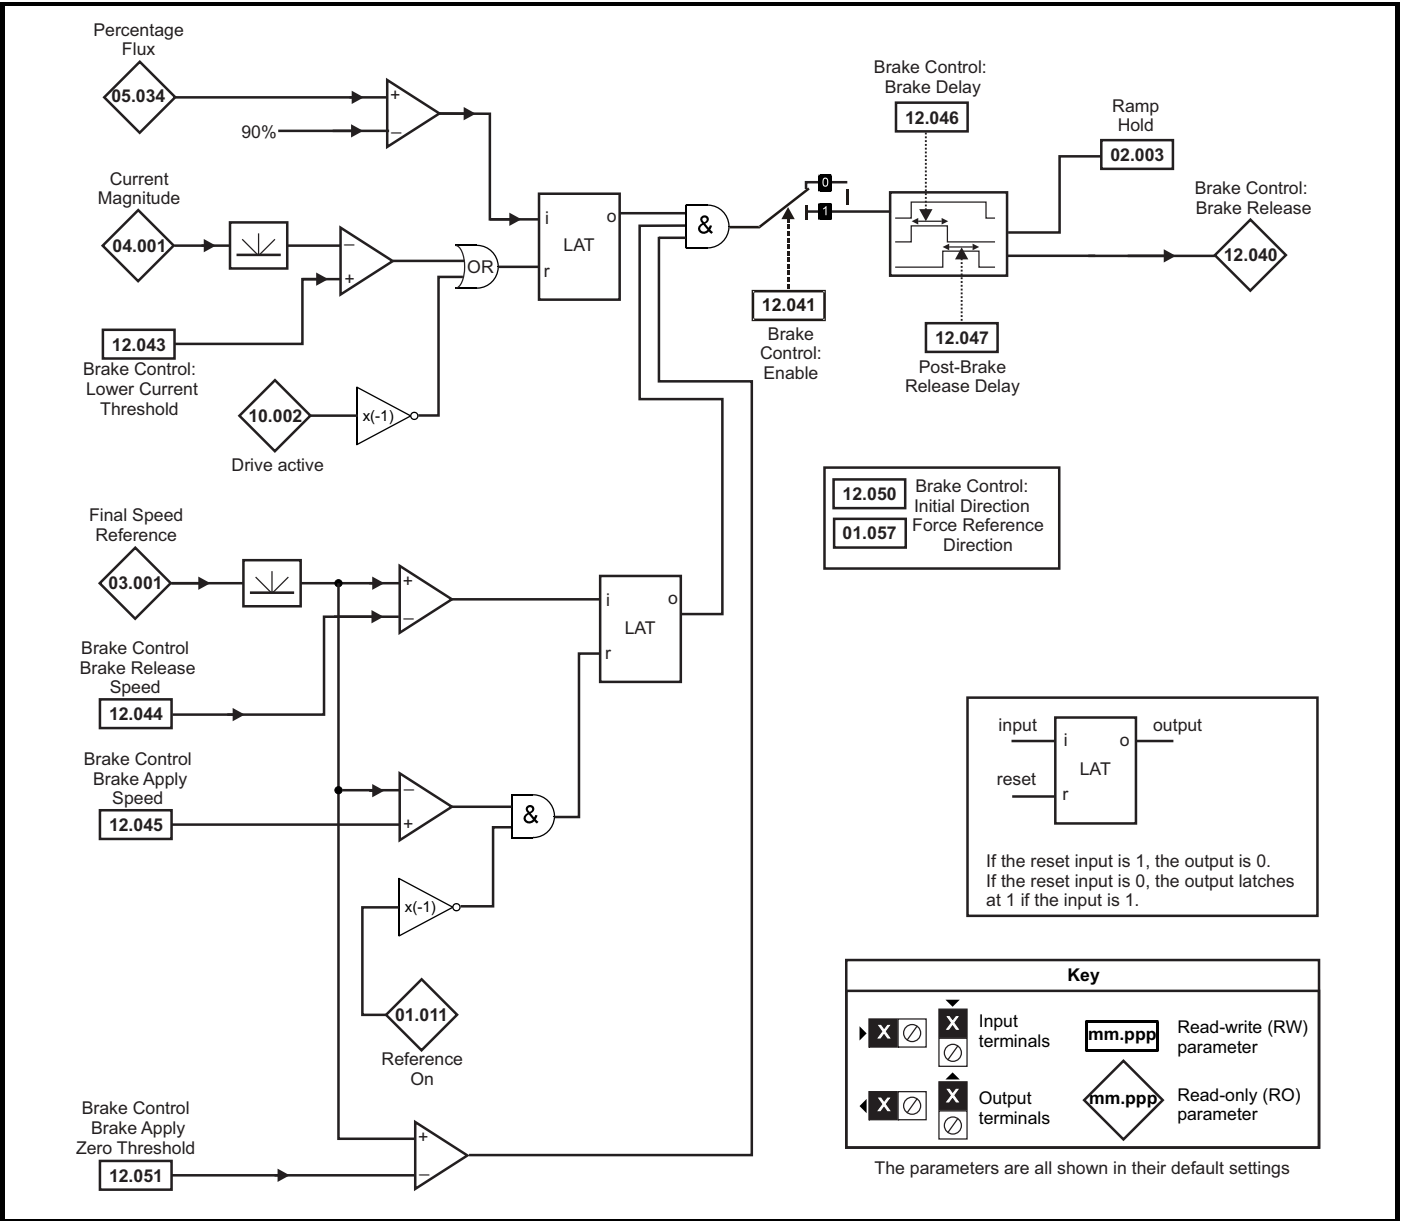 Percentage
Flux
05.034
+
90%
–
Current
Magnitude
04.001
–
+
12.043
Brake Control:
Lower Current
Threshold
OR
i
o
LAT
r
10.002
x(-1)
Drive active
&
0
1
12.041
Brake
Control:
Enable
Brake Control:
Brake Delay
12.046
12.047
Post-Brake
Release Delay
Ramp
Hold
02.003
Brake Control:
Brake Release
12.040
12.050
Brake Control:
Initial Direction
01.057
Force Reference
Direction
Final Speed
Reference
03.001
+
–
i
o
LAT
r
Brake Control
Brake Release
Speed
12.044
Brake Control
Brake Apply
Speed
12.045
–
+
&
x(-1)
01.011
Reference
On
Brake Control
Brake Apply
Zero Threshold
12.051
+
–
input
output
i
o
LAT
reset
r
If the reset input is 1, the output is 0.
If the reset input is 0, the output latches
at 1 if the input is 1.
Key
X
X
Input
terminals
mm.ppp
Read-write (RW)
parameter
X
X
Output
terminals
mm.ppp
Read-only (RO)
parameter
The parameters are all shown in their default settings